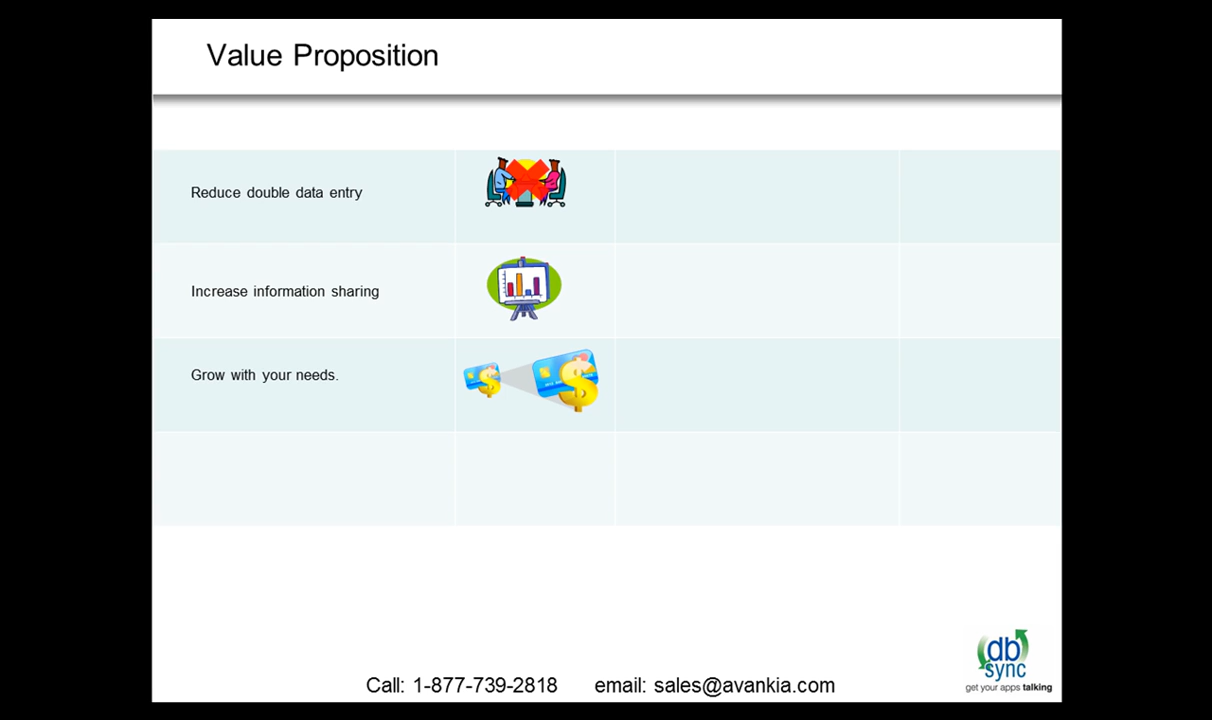 Value Proposition
Reduce double data entry
Increase information sharing
Grow with your needs.
db
sync
get your apps talking
Call: 1-877-739-2818 email: sales@avankia.com